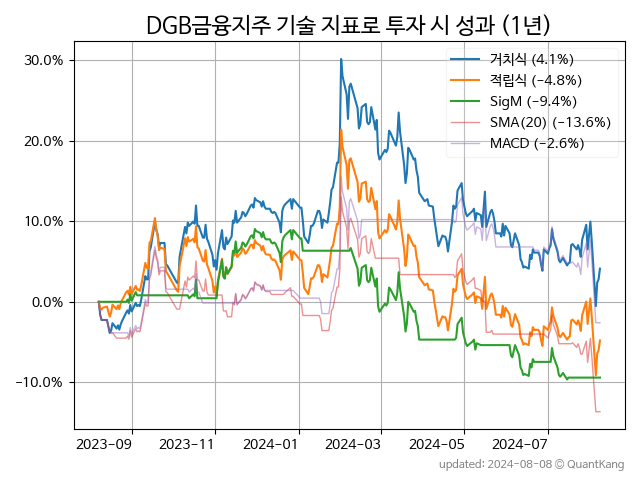 DGB금융지주 기술 지표로 투자 시 성과 (1년)
30.0%
20.0%
10.0%
0.0%
−10.0%
거치식 (4.1%)
적립식 (−4.8%)
SigM (−9.4%)
SMA(20) (−13.6%)
MACD (−2.6%)
2023-09 2023-11 2024-01 2024-03 2024-05 2024-07
updated: 2024-08-08 © QuantKang